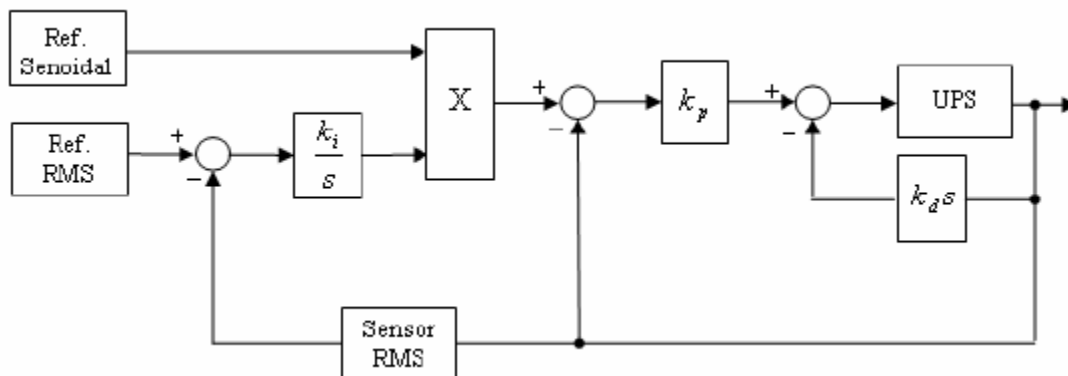 Ref.
Senoidal
X
+
−
k_p
+
−
UPS
Ref.
RMS
+
−
k_i
s
k_d s
Sensor
RMS